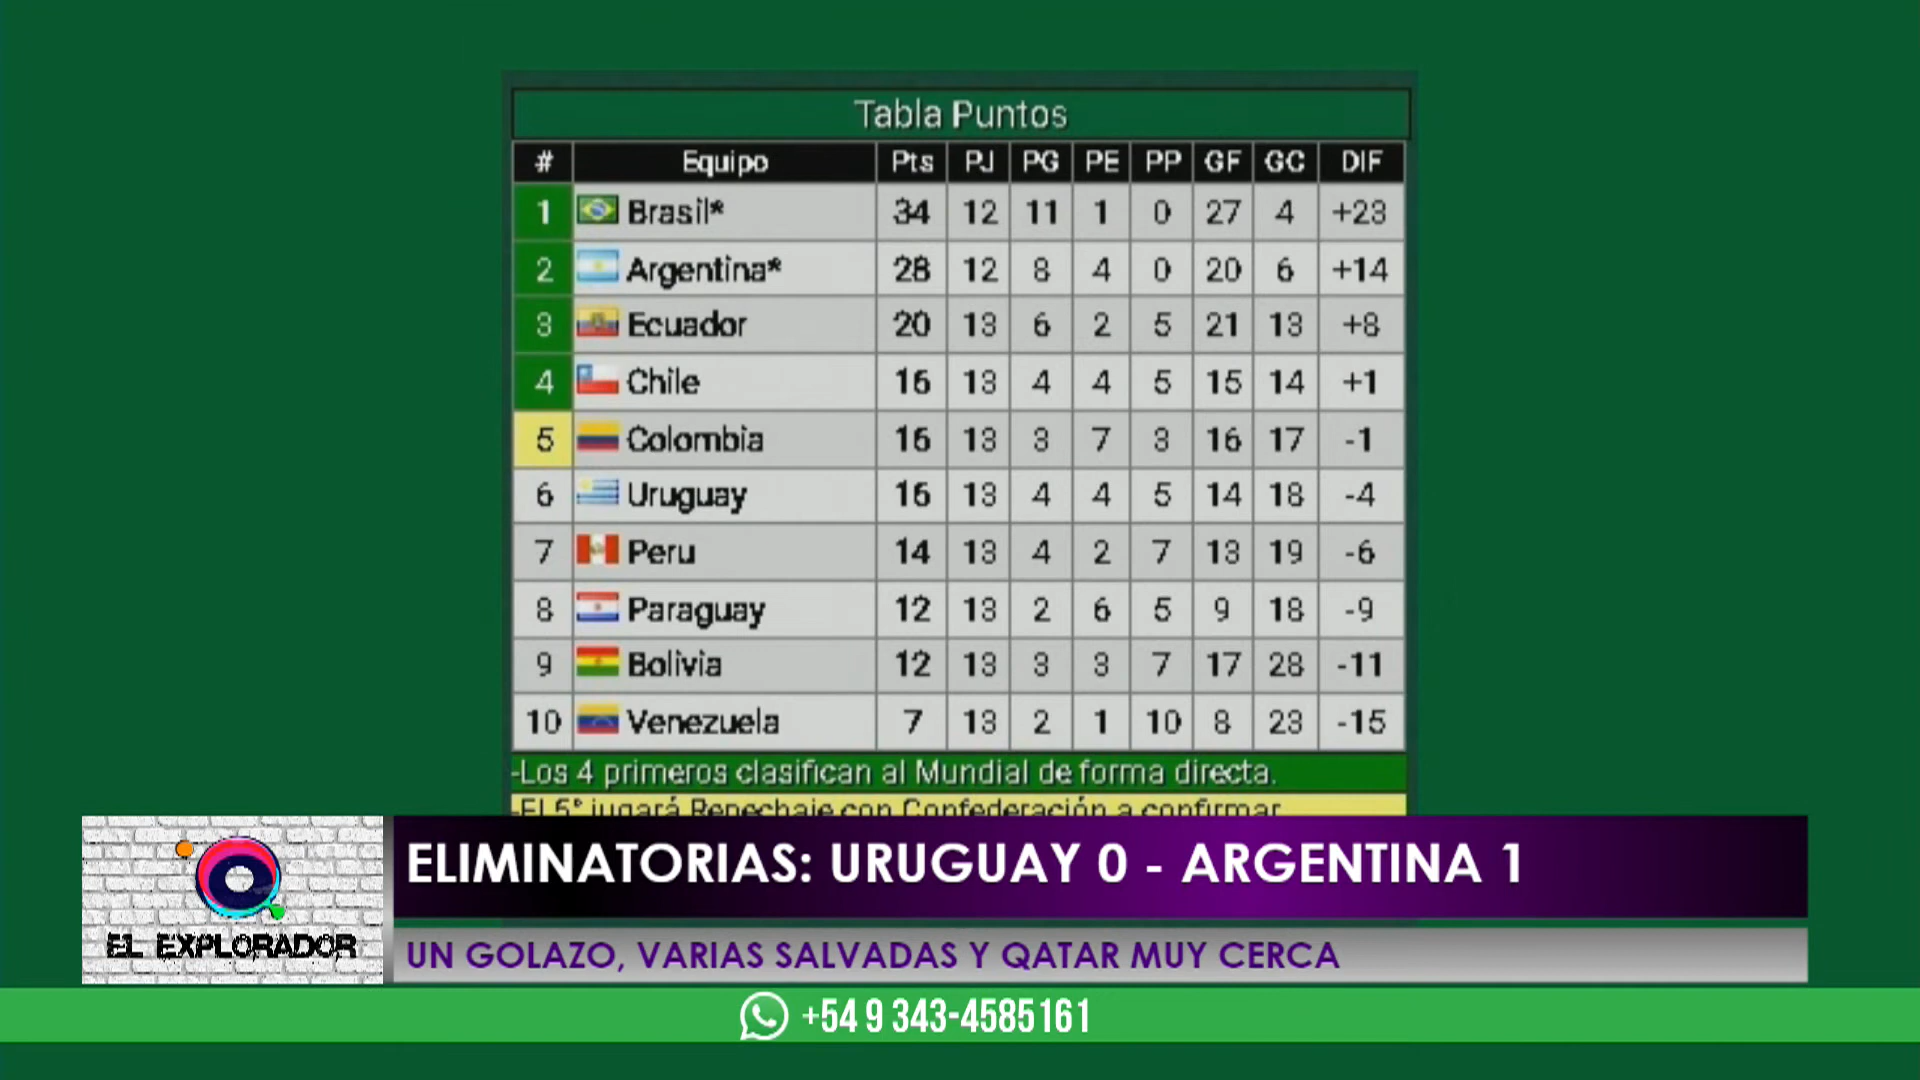 Tabla Puntos
# Equipo Pts PJ PG PE PP GF GC DIF
1 Brasil* 34 12 11 1 0 27 4 +23
2 Argentina* 28 12 8 4 0 20 6 +14
3 Ecuador 20 13 6 2 5 21 13 +8
4 Chile 16 13 4 4 5 15 14 +1
5 Colombia 16 13 3 7 3 16 17 -1
6 Uruguay 16 13 4 4 5 14 18 -4
7 Peru 14 13 4 2 7 13 19 -6
8 Paraguay 12 13 2 6 5 9 18 -9
9 Bolivia 12 13 3 3 7 17 28 -11
10 Venezuela 7 13 2 1 10 8 23 -15
-Los 4 primeros clasifican al Mundial de forma directa.
-El 5° jugará Repechaje con Confederación a confirmar
ELIMINATORIAS: URUGUAY 0 - ARGENTINA 1
EL EXPLORADOR
UN GOLAZO, VARIAS SALVADAS Y QATAR MUY CERCA
+54 9 343-4585161